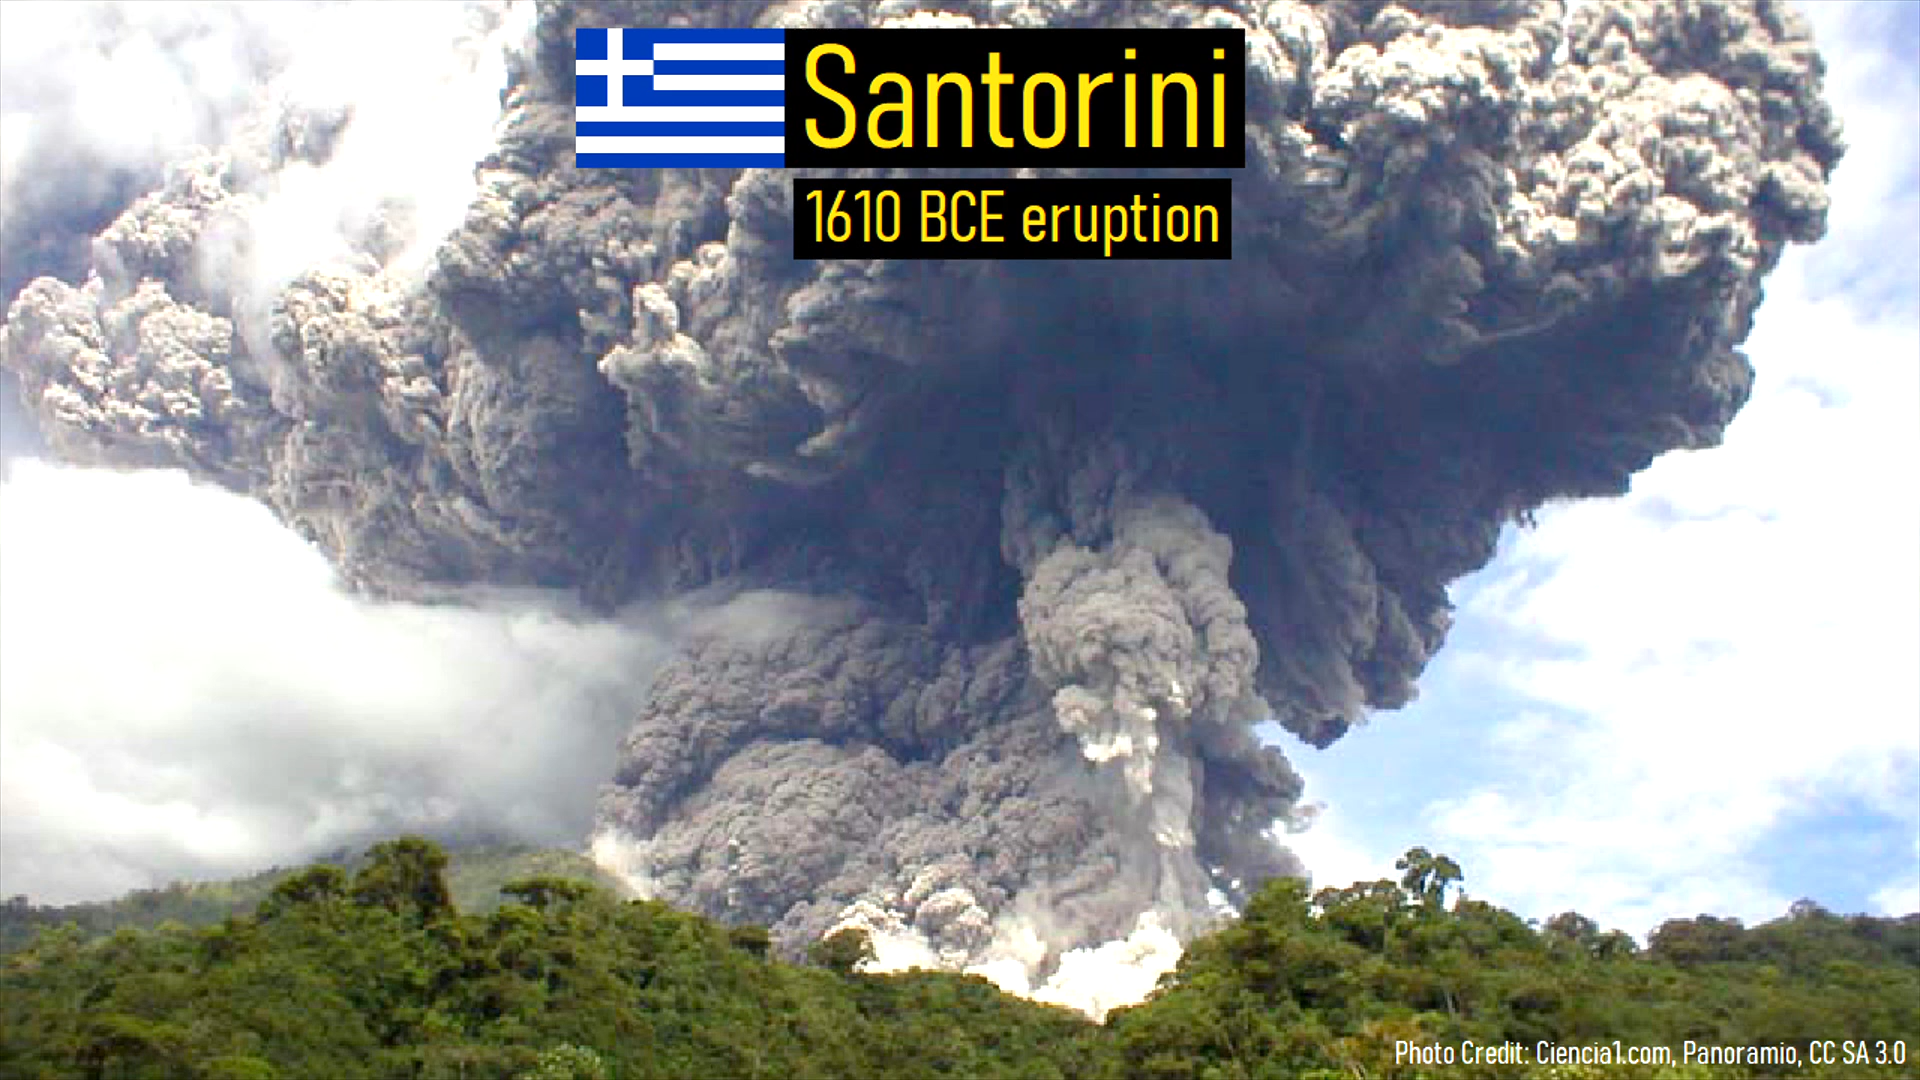 Santorini
1610 BCE eruption
Photo Credit: Ciencia1.com, Panoramio, CC SA 3.0